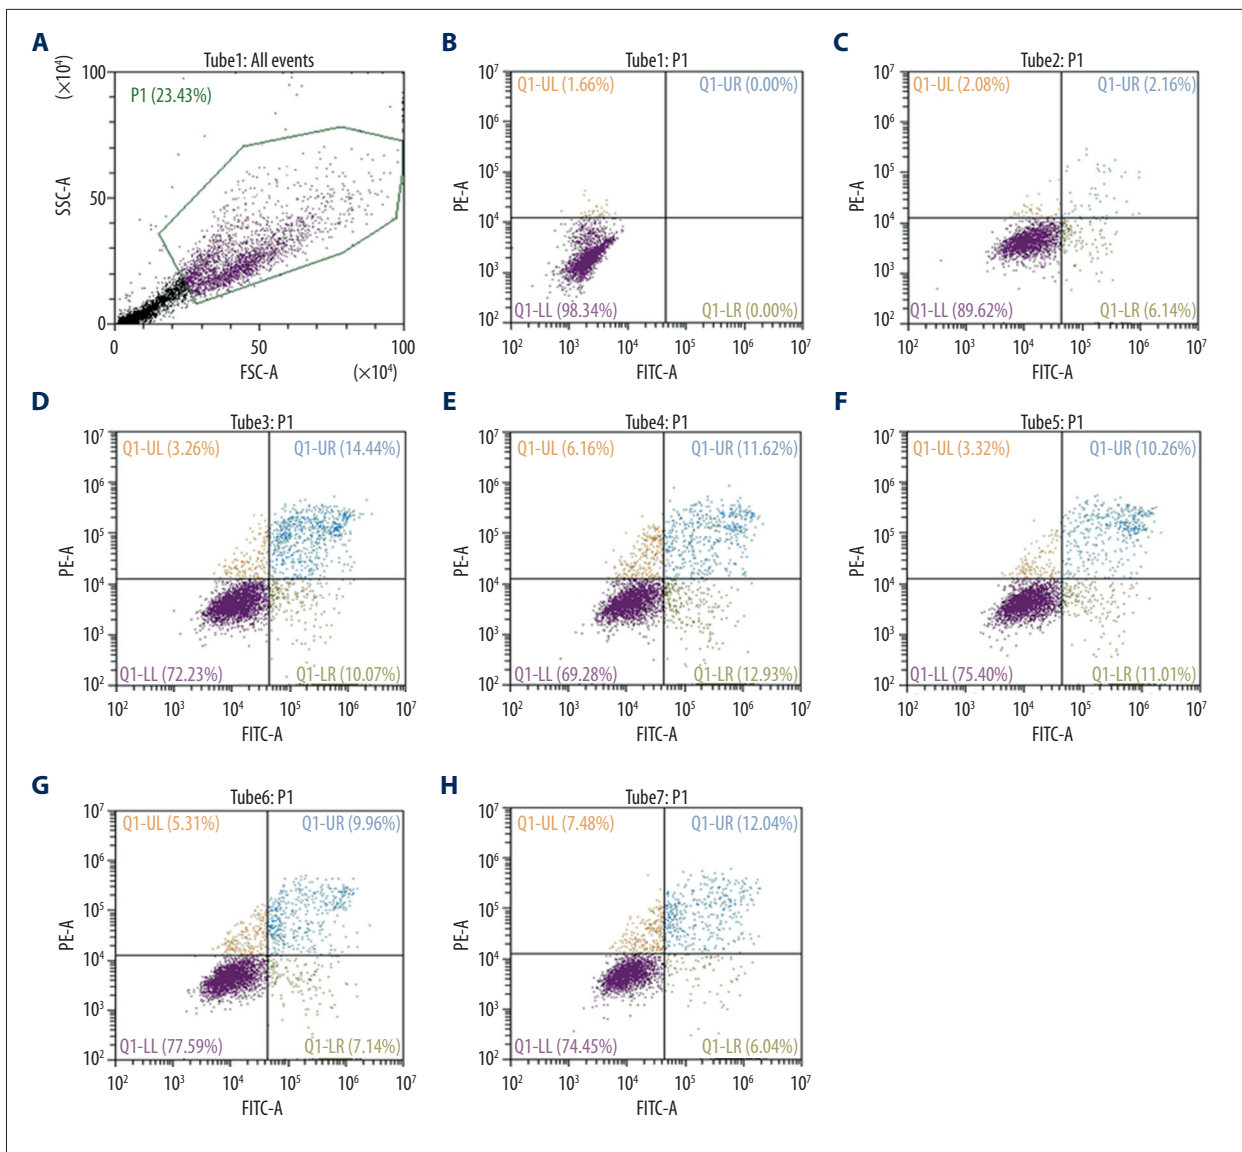 A
Tube1: All events
(×10⁴)
100
P1 (23.43%)
SSC-A
50
0
0 50 100
FSC-A (×10⁴)
B
Tube1: P1
10⁷
Q1-UL (1.66%) Q1-UR (0.00%)
10⁶
10⁵
PE-A
10⁴
10³
Q1-LL (98.34%) Q1-LR (0.00%)
10²
10² 10³ 10⁴ 10⁵ 10⁶ 10⁷
FITC-A
C
Tube2: P1
10⁷
Q1-UL (2.08%) Q1-UR (2.16%)
10⁶
10⁵
PE-A
10⁴
10³
Q1-LL (89.62%) Q1-LR (6.14%)
10²
10² 10³ 10⁴ 10⁵ 10⁶ 10⁷
FITC-A
D
Tube3: P1
10⁷
Q1-UL (3.26%) Q1-UR (14.44%)
10⁶
10⁵
PE-A
10⁴
10³
Q1-LL (72.23%) Q1-LR (10.07%)
10²
10² 10³ 10⁴ 10⁵ 10⁶ 10⁷
FITC-A
E
Tube4: P1
10⁷
Q1-UL (6.16%) Q1-UR (11.62%)
10⁶
10⁵
PE-A
10⁴
10³
Q1-LL (69.28%) Q1-LR (12.93%)
10²
10² 10³ 10⁴ 10⁵ 10⁶ 10⁷
FITC-A
F
Tube5: P1
10⁷
Q1-UL (3.32%) Q1-UR (10.26%)
10⁶
10⁵
PE-A
10⁴
10³
Q1-LL (75.40%) Q1-LR (11.01%)
10²
10² 10³ 10⁴ 10⁵ 10⁶ 10⁷
FITC-A
G
Tube6: P1
10⁷
Q1-UL (5.31%) Q1-UR (9.96%)
10⁶
10⁵
PE-A
10⁴
10³
Q1-LL (77.59%) Q1-LR (7.14%)
10²
10² 10³ 10⁴ 10⁵ 10⁶ 10⁷
FITC-A
H
Tube7: P1
10⁷
Q1-UL (7.48%) Q1-UR (12.04%)
10⁶
10⁵
PE-A
10⁴
10³
Q1-LL (74.45%) Q1-LR (6.04%)
10²
10² 10³ 10⁴ 10⁵ 10⁶ 10⁷
FITC-A